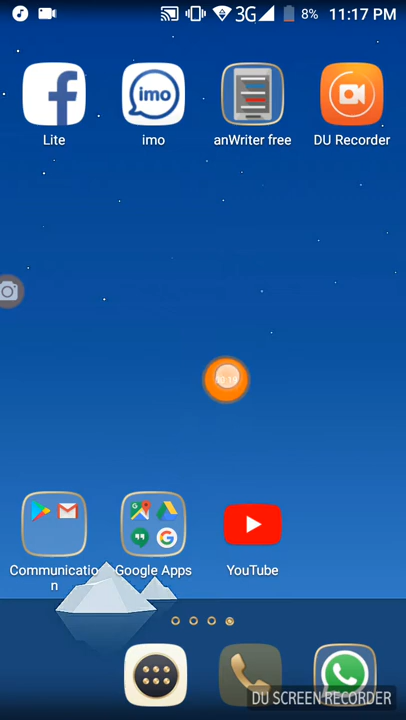 3G 8% 11:17 PM
imo
Lite imo anWriter free DU Recorder
Communicatio Google Apps YouTube
n
DU SCREEN RECORDER